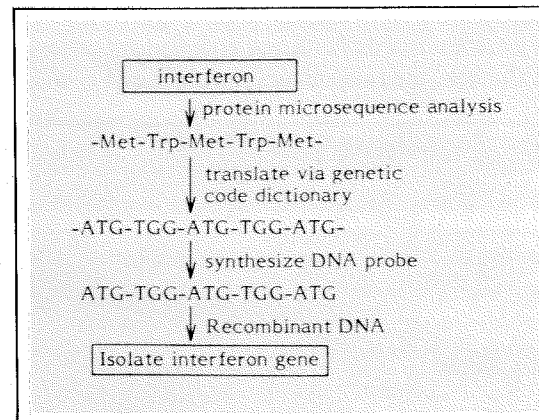 interferon
protein microsequence analysis
-Met-Trp-Met-Trp-Met-
translate via genetic
code dictionary
-ATG-TGG-ATG-TGG-ATG-
synthesize DNA probe
ATG-TGG-ATG-TGG-ATG
Recombinant DNA
Isolate interferon gene